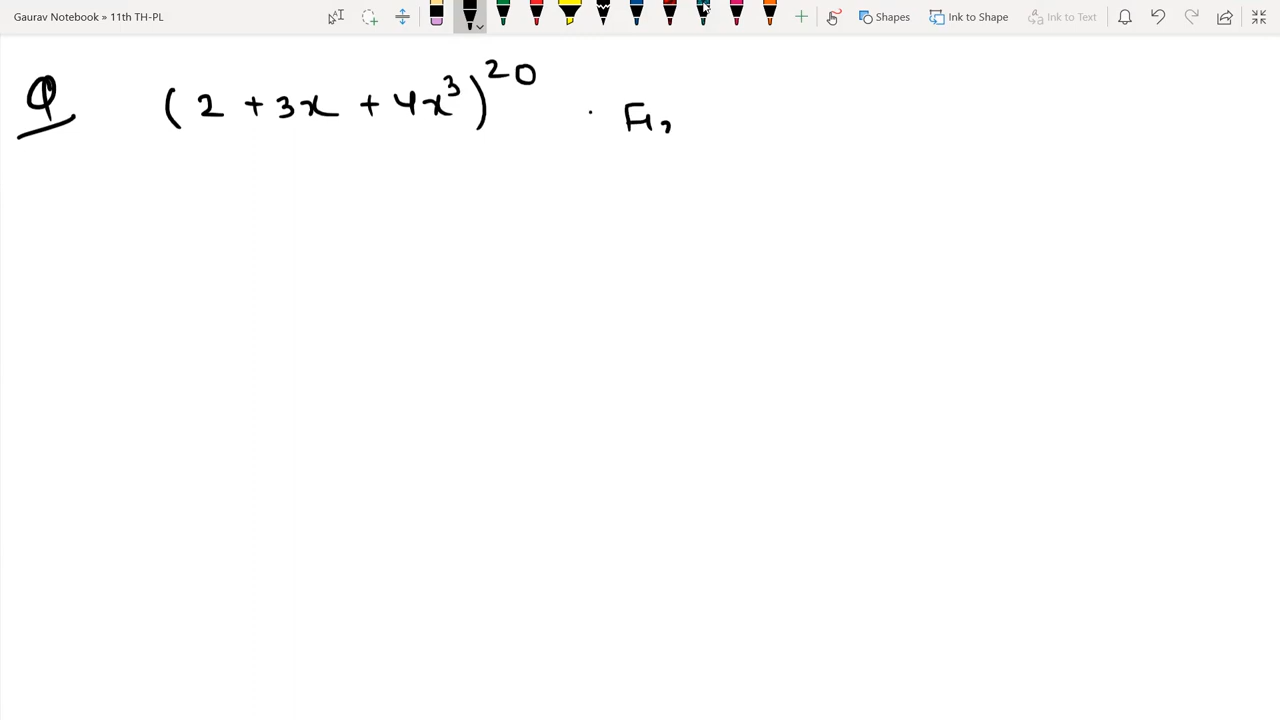 Gaurav Notebook » 11th TH-PL
Shapes
Ink to Shape
Ink to Text
Q (2 + 3x + 4x³)²⁰ .